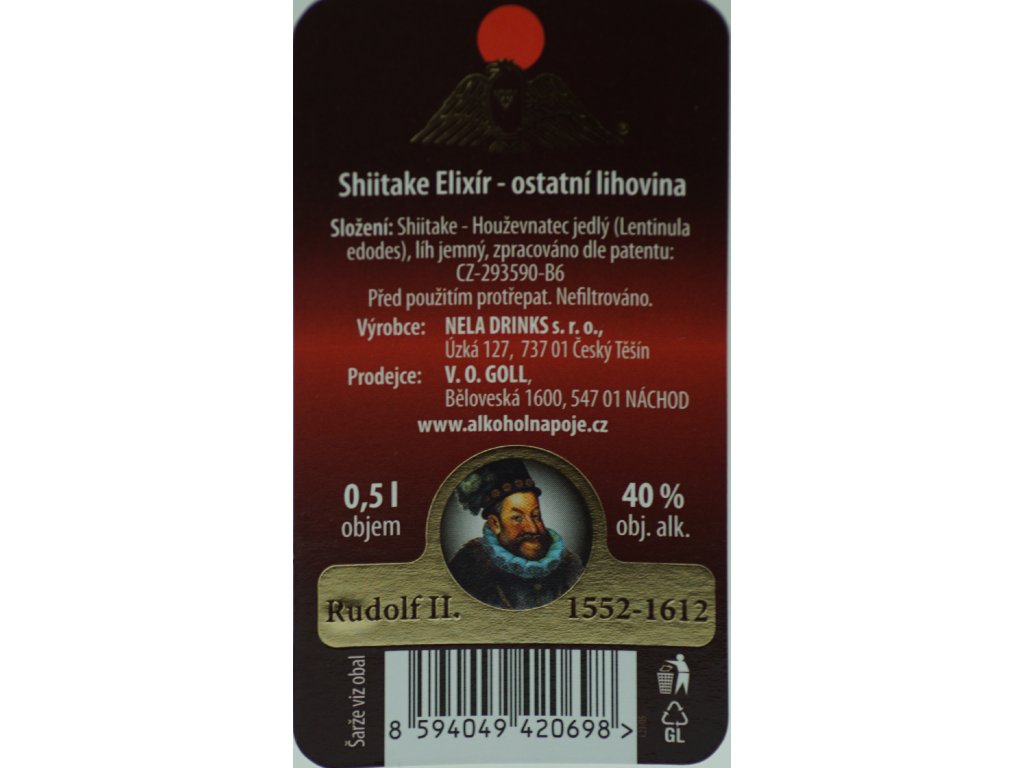 ®
Shiitake Elixír - ostatní lihovina
Složení: Shiitake - Houževnatec jedlý (Lentinula
edodes), líh jemný, zpracováno dle patentu:
CZ-293590-B6
Před použitím protřepat. Nefiltrováno.
Výrobce: NELA DRINKS s. r. o.,
Úzká 127, 737 01 Český Těšín
Prodejce: V. O. GOLL,
Běloveská 1600, 547 01 NÁCHOD
www.alkoholnapoje.cz
0,5 l
objem
40 %
obj. alk.
Rudolf II. 1552-1612
Šarže viz obal
8 594049 420698 >
GL